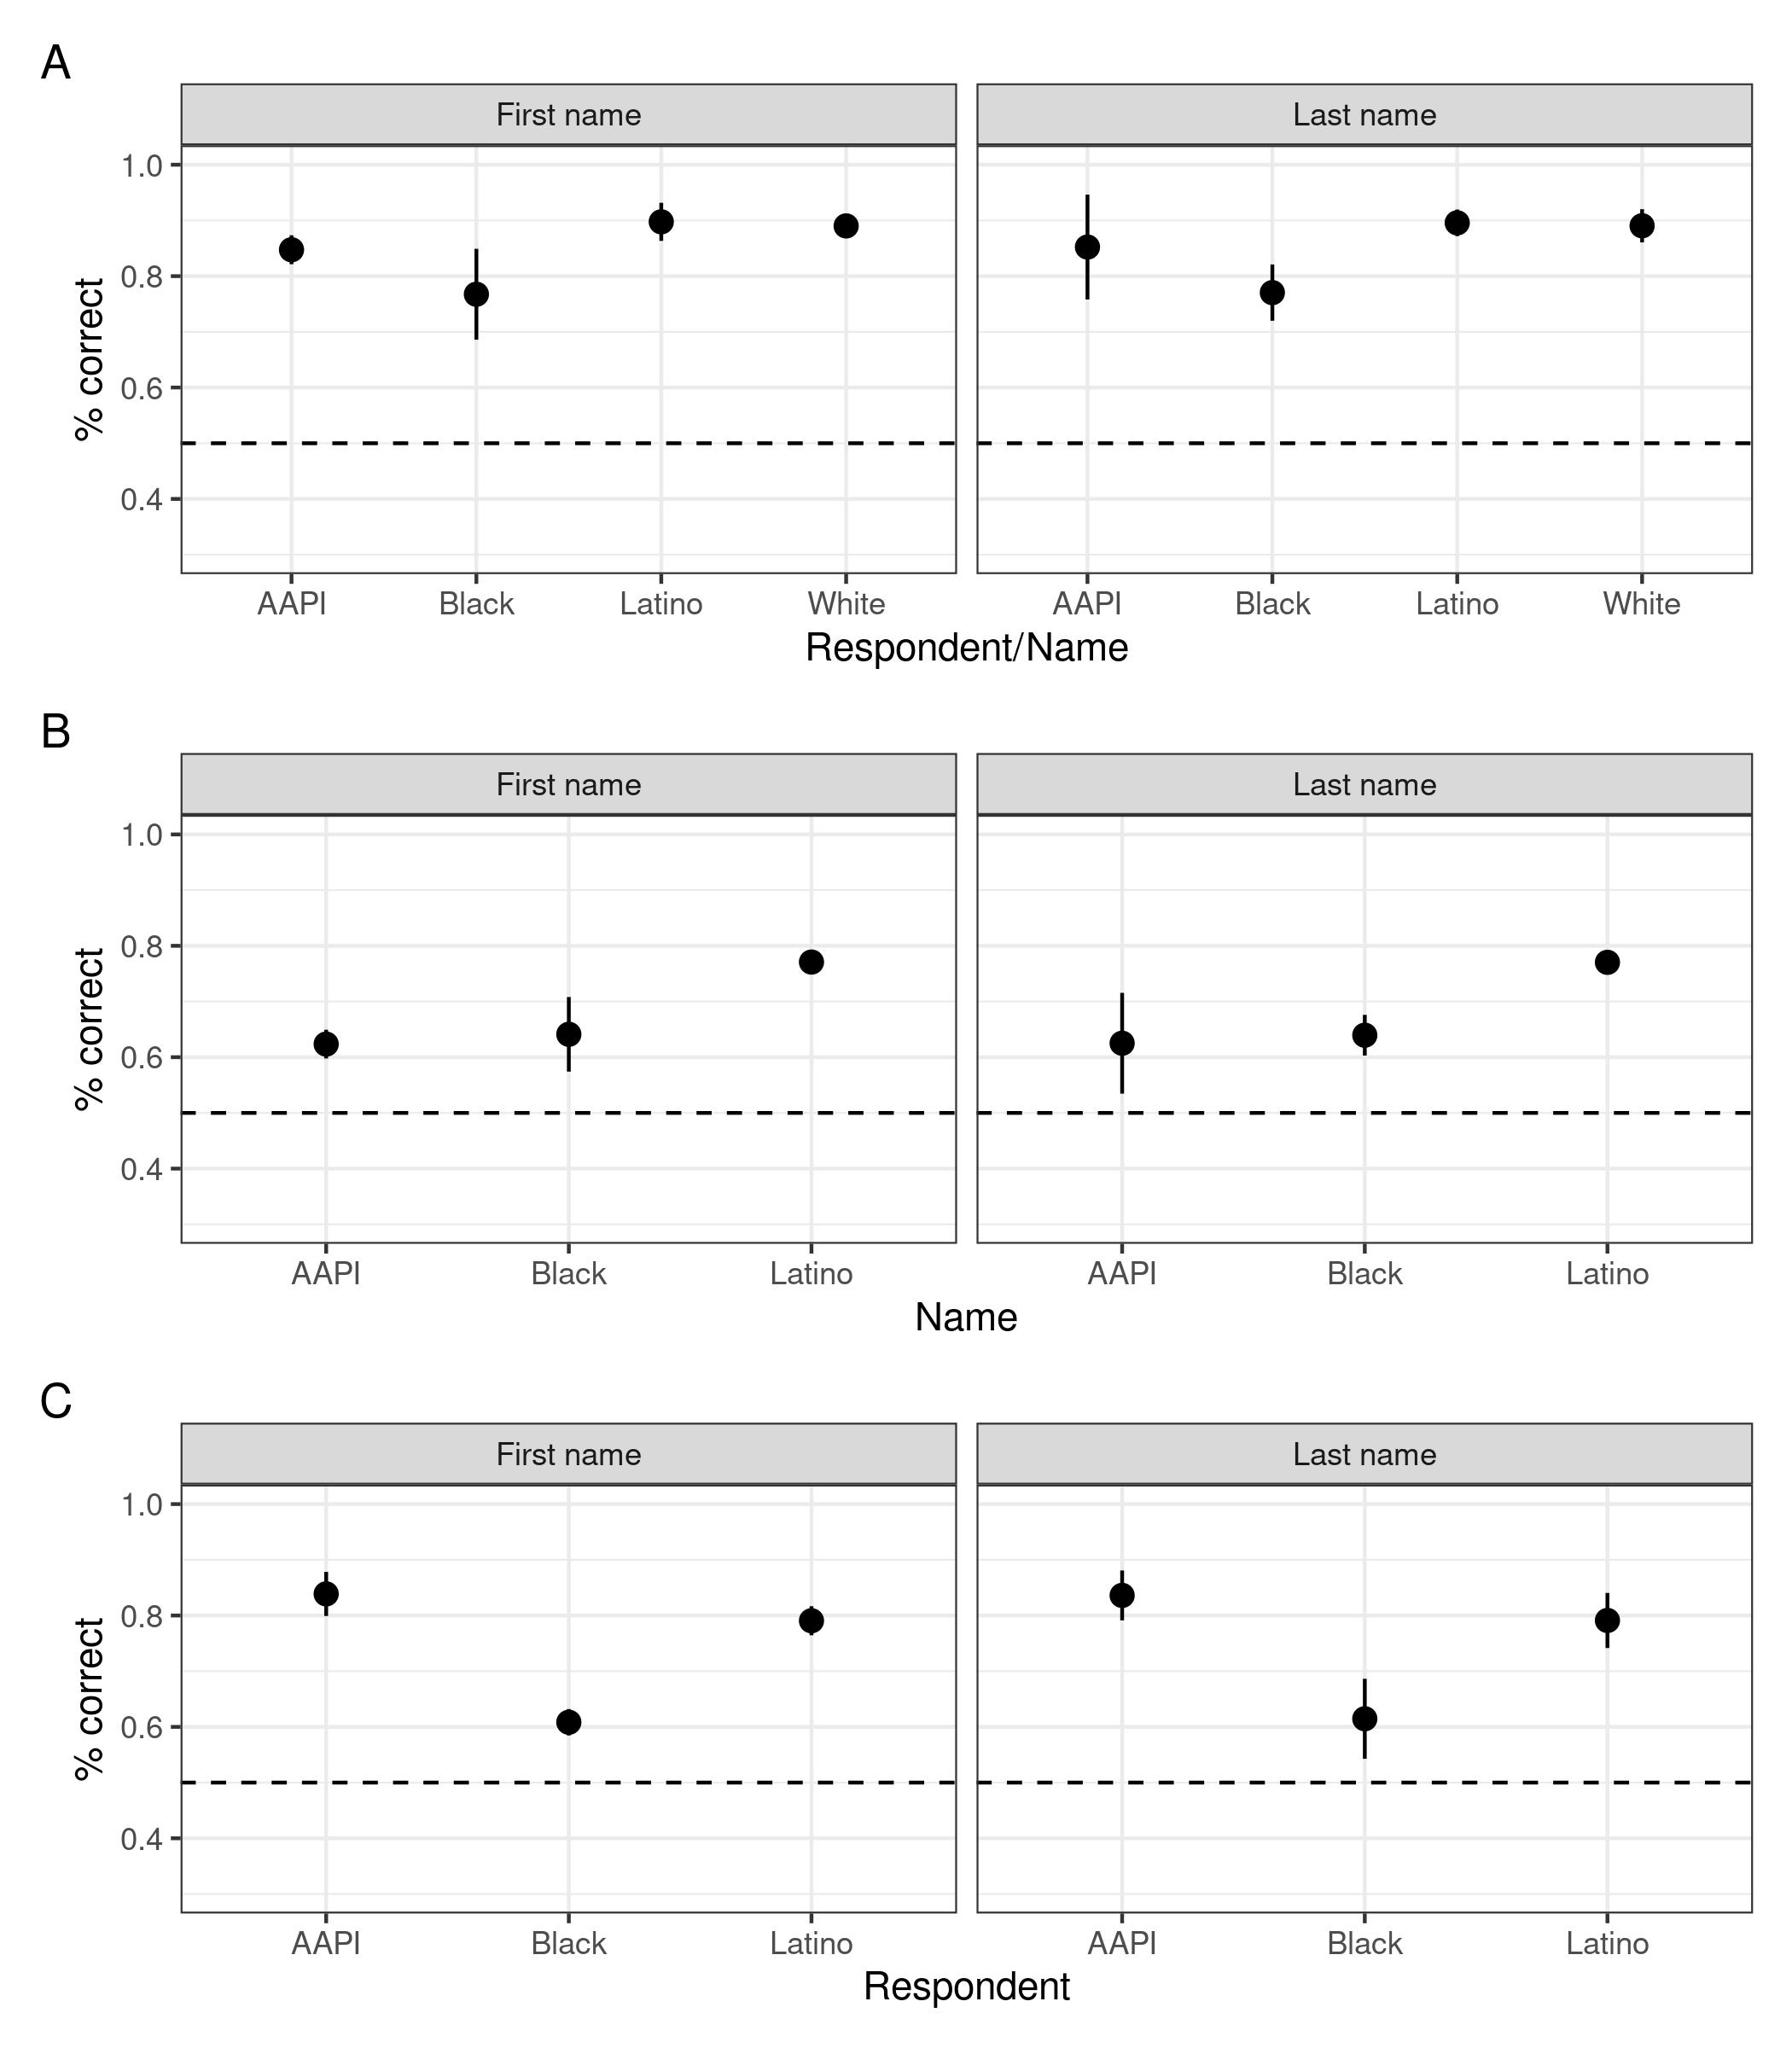 A
First name Last name
1.0
0.8
0.6
0.4
% correct
AAPI Black Latino White AAPI Black Latino White
Respondent/Name
B
First name Last name
1.0
0.8
0.6
0.4
% correct
AAPI Black Latino AAPI Black Latino
Name
C
First name Last name
1.0
0.8
0.6
0.4
% correct
AAPI Black Latino AAPI Black Latino
Respondent